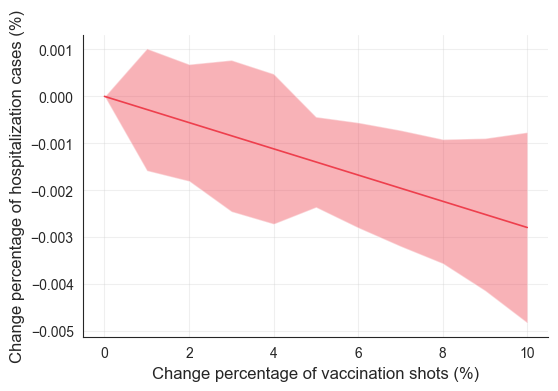 Change percentage of hospitalization cases (%)
0.001
0.000
−0.001
−0.002
−0.003
−0.004
−0.005
0 2 4 6 8 10
Change percentage of vaccination shots (%)